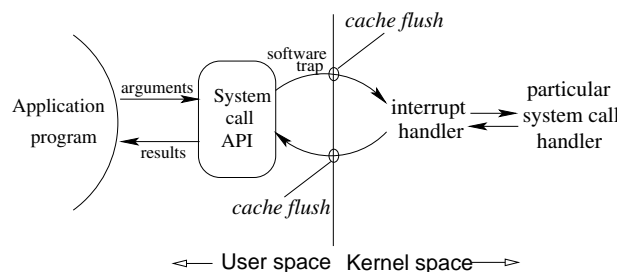 cache flush
software
trap
arguments
System
call
API
Application
program
results
interrupt
handler
particular
system call
handler
cache flush
User space
Kernel space